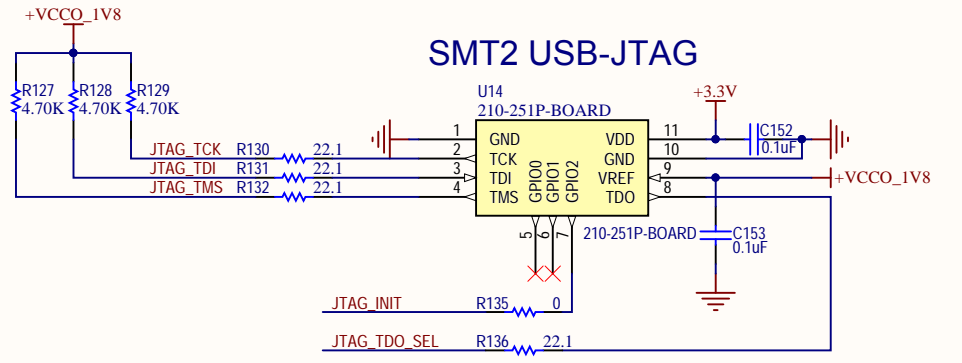 +VCCO_1V8
SMT2 USB-JTAG
R127
4.70K
R128
4.70K
R129
4.70K
U14
210-251P-BOARD
+3.3V
C152
0.1uF
JTAG_TCK R130 22.1
JTAG_TDI R131 22.1
JTAG_TMS R132 22.1
1 GND
2 TCK
3 TDI
4 TMS
GPIO0 5
GPIO1 6
GPIO2 7
VDD 11
GND 10
VREF 9
TDO 8
+VCCO_1V8
210-251P-BOARD
C153
0.1uF
JTAG_INIT R135 0
JTAG_TDO_SEL R136 22.1